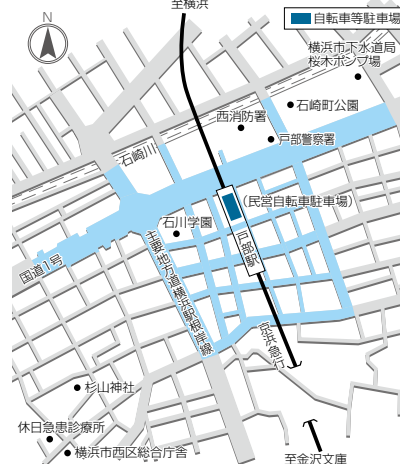 至横浜
N
自転車等駐車場
横浜市下水道局
桜木ポンプ場
石崎町公園
西消防署
戸部警察署
石崎川
(民営自転車駐車場)
石川学園
戸部駅
国道1号
主要地方道横浜駅根岸線
京浜急行
杉山神社
休日急患診療所
横浜市西区総合庁舎
至金沢文庫